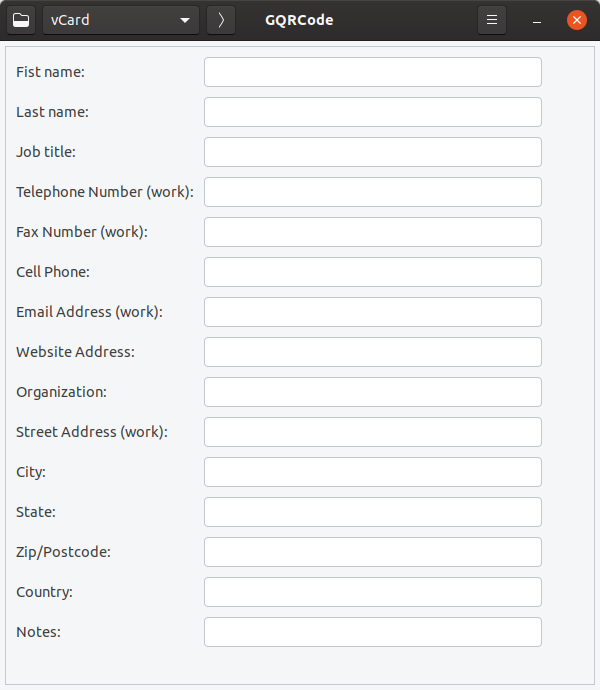 vCard
GQRCode
Fist name:
Last name:
Job title:
Telephone Number (work):
Fax Number (work):
Cell Phone:
Email Address (work):
Website Address:
Organization:
Street Address (work):
City:
State:
Zip/Postcode:
Country:
Notes: